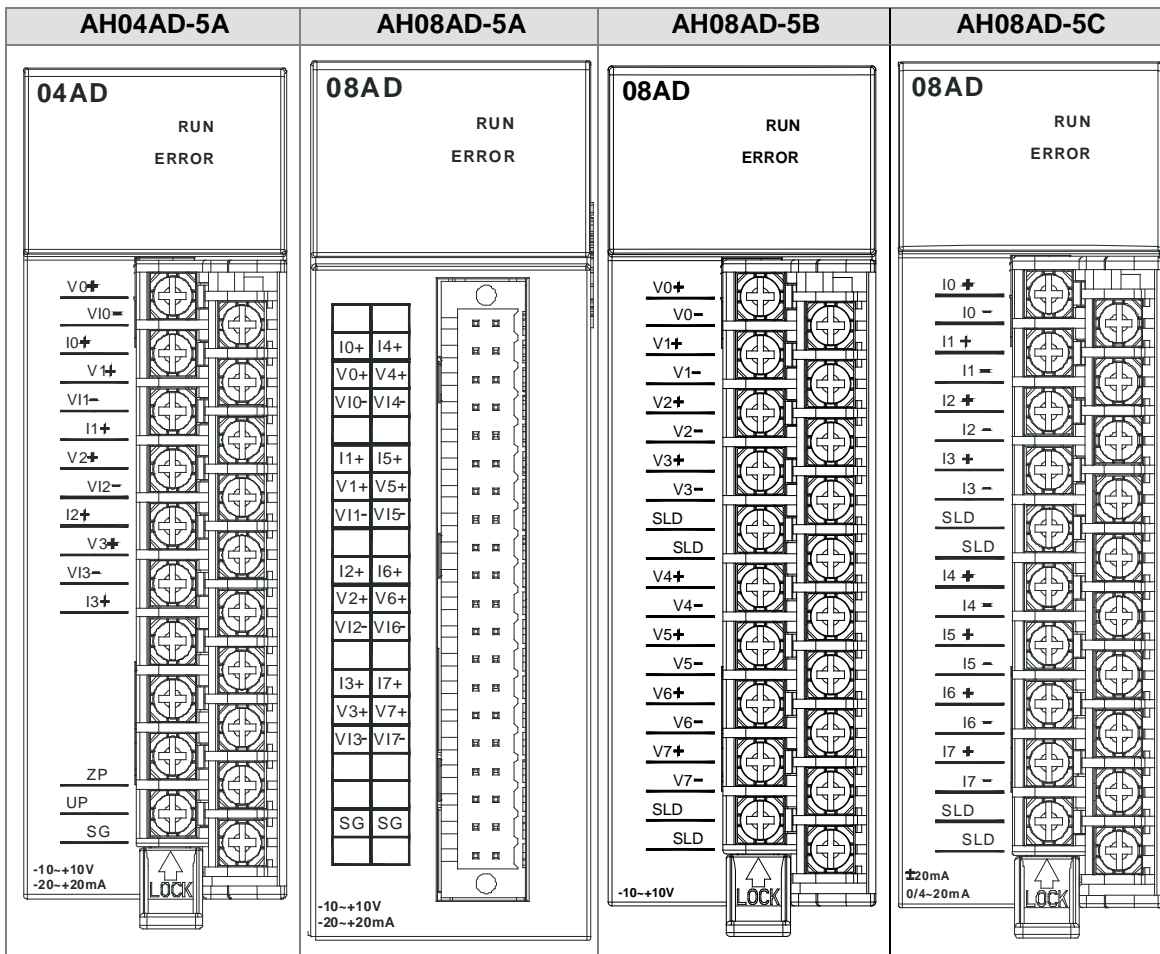 AH04AD-5A
04AD
RUN
ERROR
V0+
VI0-
I0+
V1+
VI1-
I1+
V2+
VI2-
I2+
V3+
VI3-
I3+
ZP
UP
SG
-10~+10V
-20~+20mA
LOCK
AH08AD-5A
08AD
RUN
ERROR
I0+ I4+
V0+ V4+
VI0- VI4-
I1+ I5+
V1+ V5+
VI1- VI5-
I2+ I6+
V2+ V6+
VI2- VI6-
I3+ I7+
V3+ V7+
VI3- VI7-
SG SG
-10~+10V
-20~+20mA
AH08AD-5B
08AD
RUN
ERROR
V0+
V0-
V1+
V1-
V2+
V2-
V3+
V3-
SLD
SLD
V4+
V4-
V5+
V5-
V6+
V6-
V7+
V7-
SLD
SLD
-10~+10V
LOCK
AH08AD-5C
08AD
RUN
ERROR
I0+
I0-
I1+
I1-
I2+
I2-
I3+
I3-
SLD
SLD
I4+
I4-
I5+
I5-
I6+
I6-
I7+
I7-
SLD
SLD
±20mA
0/4~20mA
LOCK